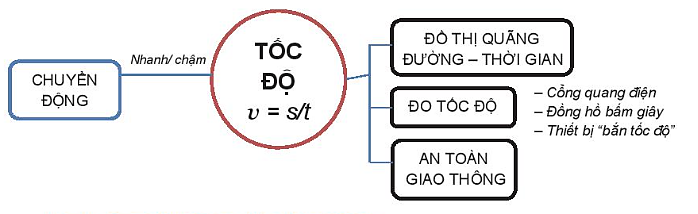 CHUYỂN
ĐỘNG
Nhanh/ chậm
TỐC
ĐỘ
v = s/t
ĐỒ THỊ QUÃNG
ĐƯỜNG – THỜI GIAN
ĐO TỐC ĐỘ
– Cổng quang điện
– Đồng hồ bấm giây
– Thiết bị “bắn tốc độ”
AN TOÀN
GIAO THÔNG